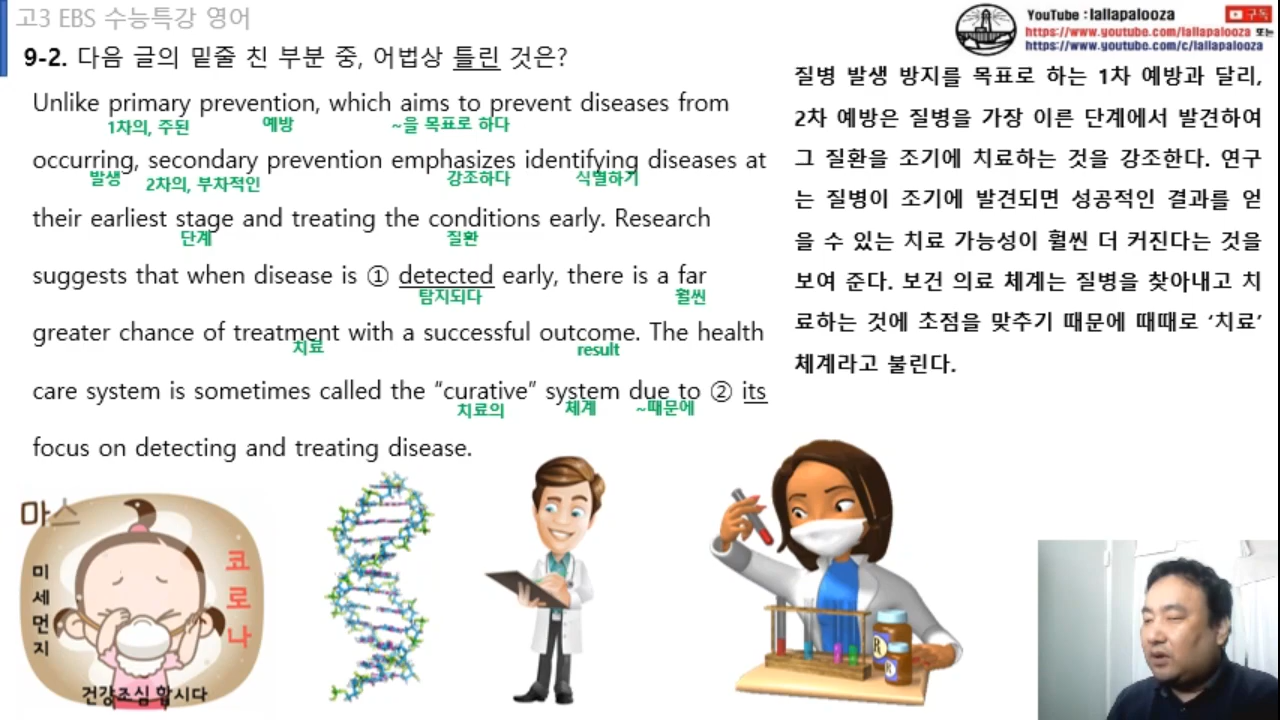 고3 EBS 수능특강 영어
YouTube : lallapalooza
구독
https://www.youtube.com/lallapalooza 또는
https://www.youtube.com/c/lallapalooza
9-2. 다음 글의 밑줄 친 부분 중, 어법상 틀린 것은?
Unlike primary prevention, which aims to prevent diseases from
1차의, 주된 예방 ~을 목표로 하다
occurring, secondary prevention emphasizes identifying diseases at
발생 2차의, 부차적인 강조하다 식별하기
their earliest stage and treating the conditions early. Research
단계 질환
suggests that when disease is ① detected early, there is a far
탐지되다 훨씬
greater chance of treatment with a successful outcome. The health
치료 result
care system is sometimes called the “curative” system due to ② its
치료의 체계 ~때문에
focus on detecting and treating disease.
질병 발생 방지를 목표로 하는 1차 예방과 달리,
2차 예방은 질병을 가장 이른 단계에서 발견하여
그 질환을 조기에 치료하는 것을 강조한다. 연구
는 질병이 조기에 발견되면 성공적인 결과를 얻
을 수 있는 치료 가능성이 훨씬 더 커진다는 것을
보여 준다. 보건 의료 체계는 질병을 찾아내고 치
료하는 것에 초점을 맞추기 때문에 때때로 ‘치료’
체계라고 불린다.
마스
미세먼지
코로나
건강조심 합시다